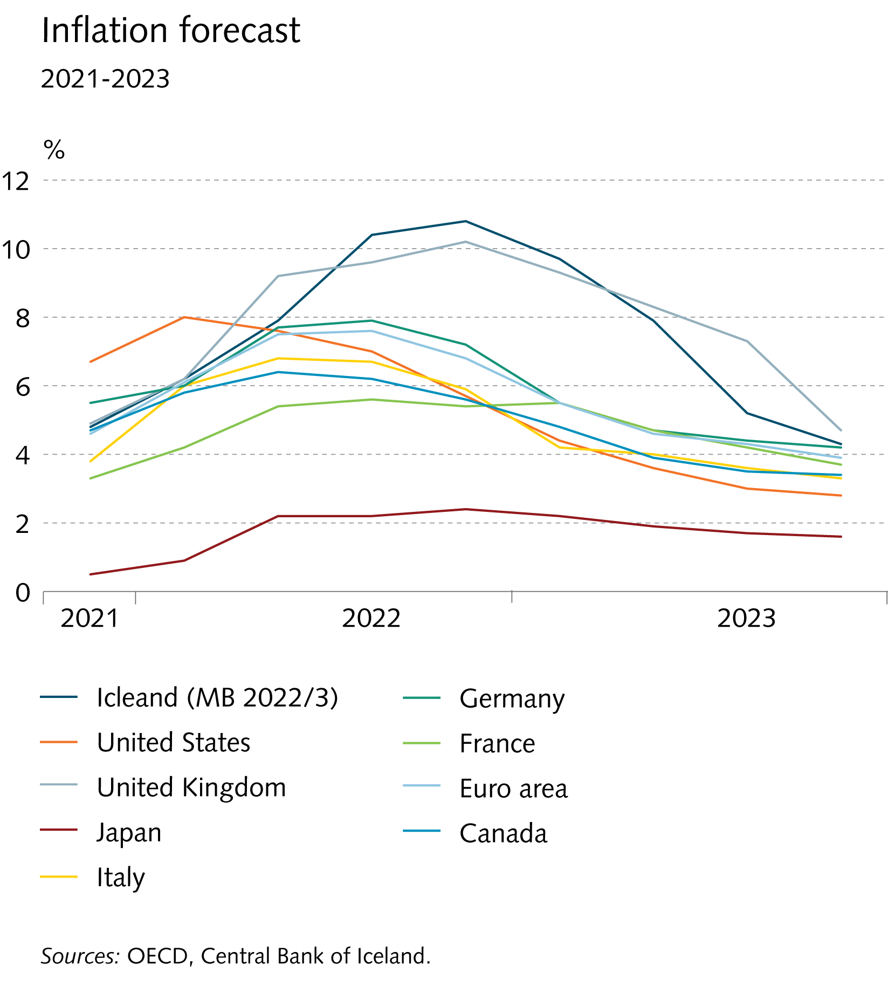 Inflation forecast
2021-2023
%
12
10
8
6
4
2
0
2021 2022 2023
Icleand (MB 2022/3)
United States
United Kingdom
Japan
Italy
Germany
France
Euro area
Canada
Sources: OECD, Central Bank of Iceland.